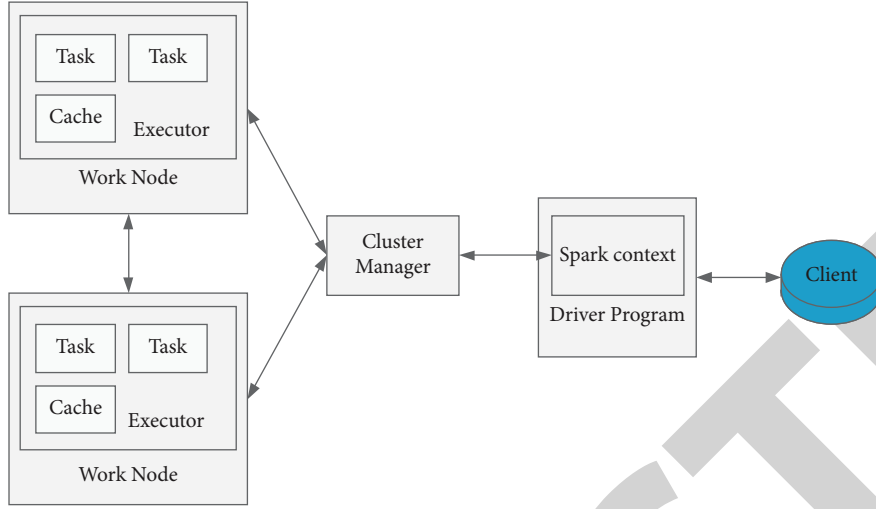 Task
Task
Cache
Executor
Work Node
Task
Task
Cache
Executor
Work Node
Cluster
Manager
Spark context
Driver Program
Client